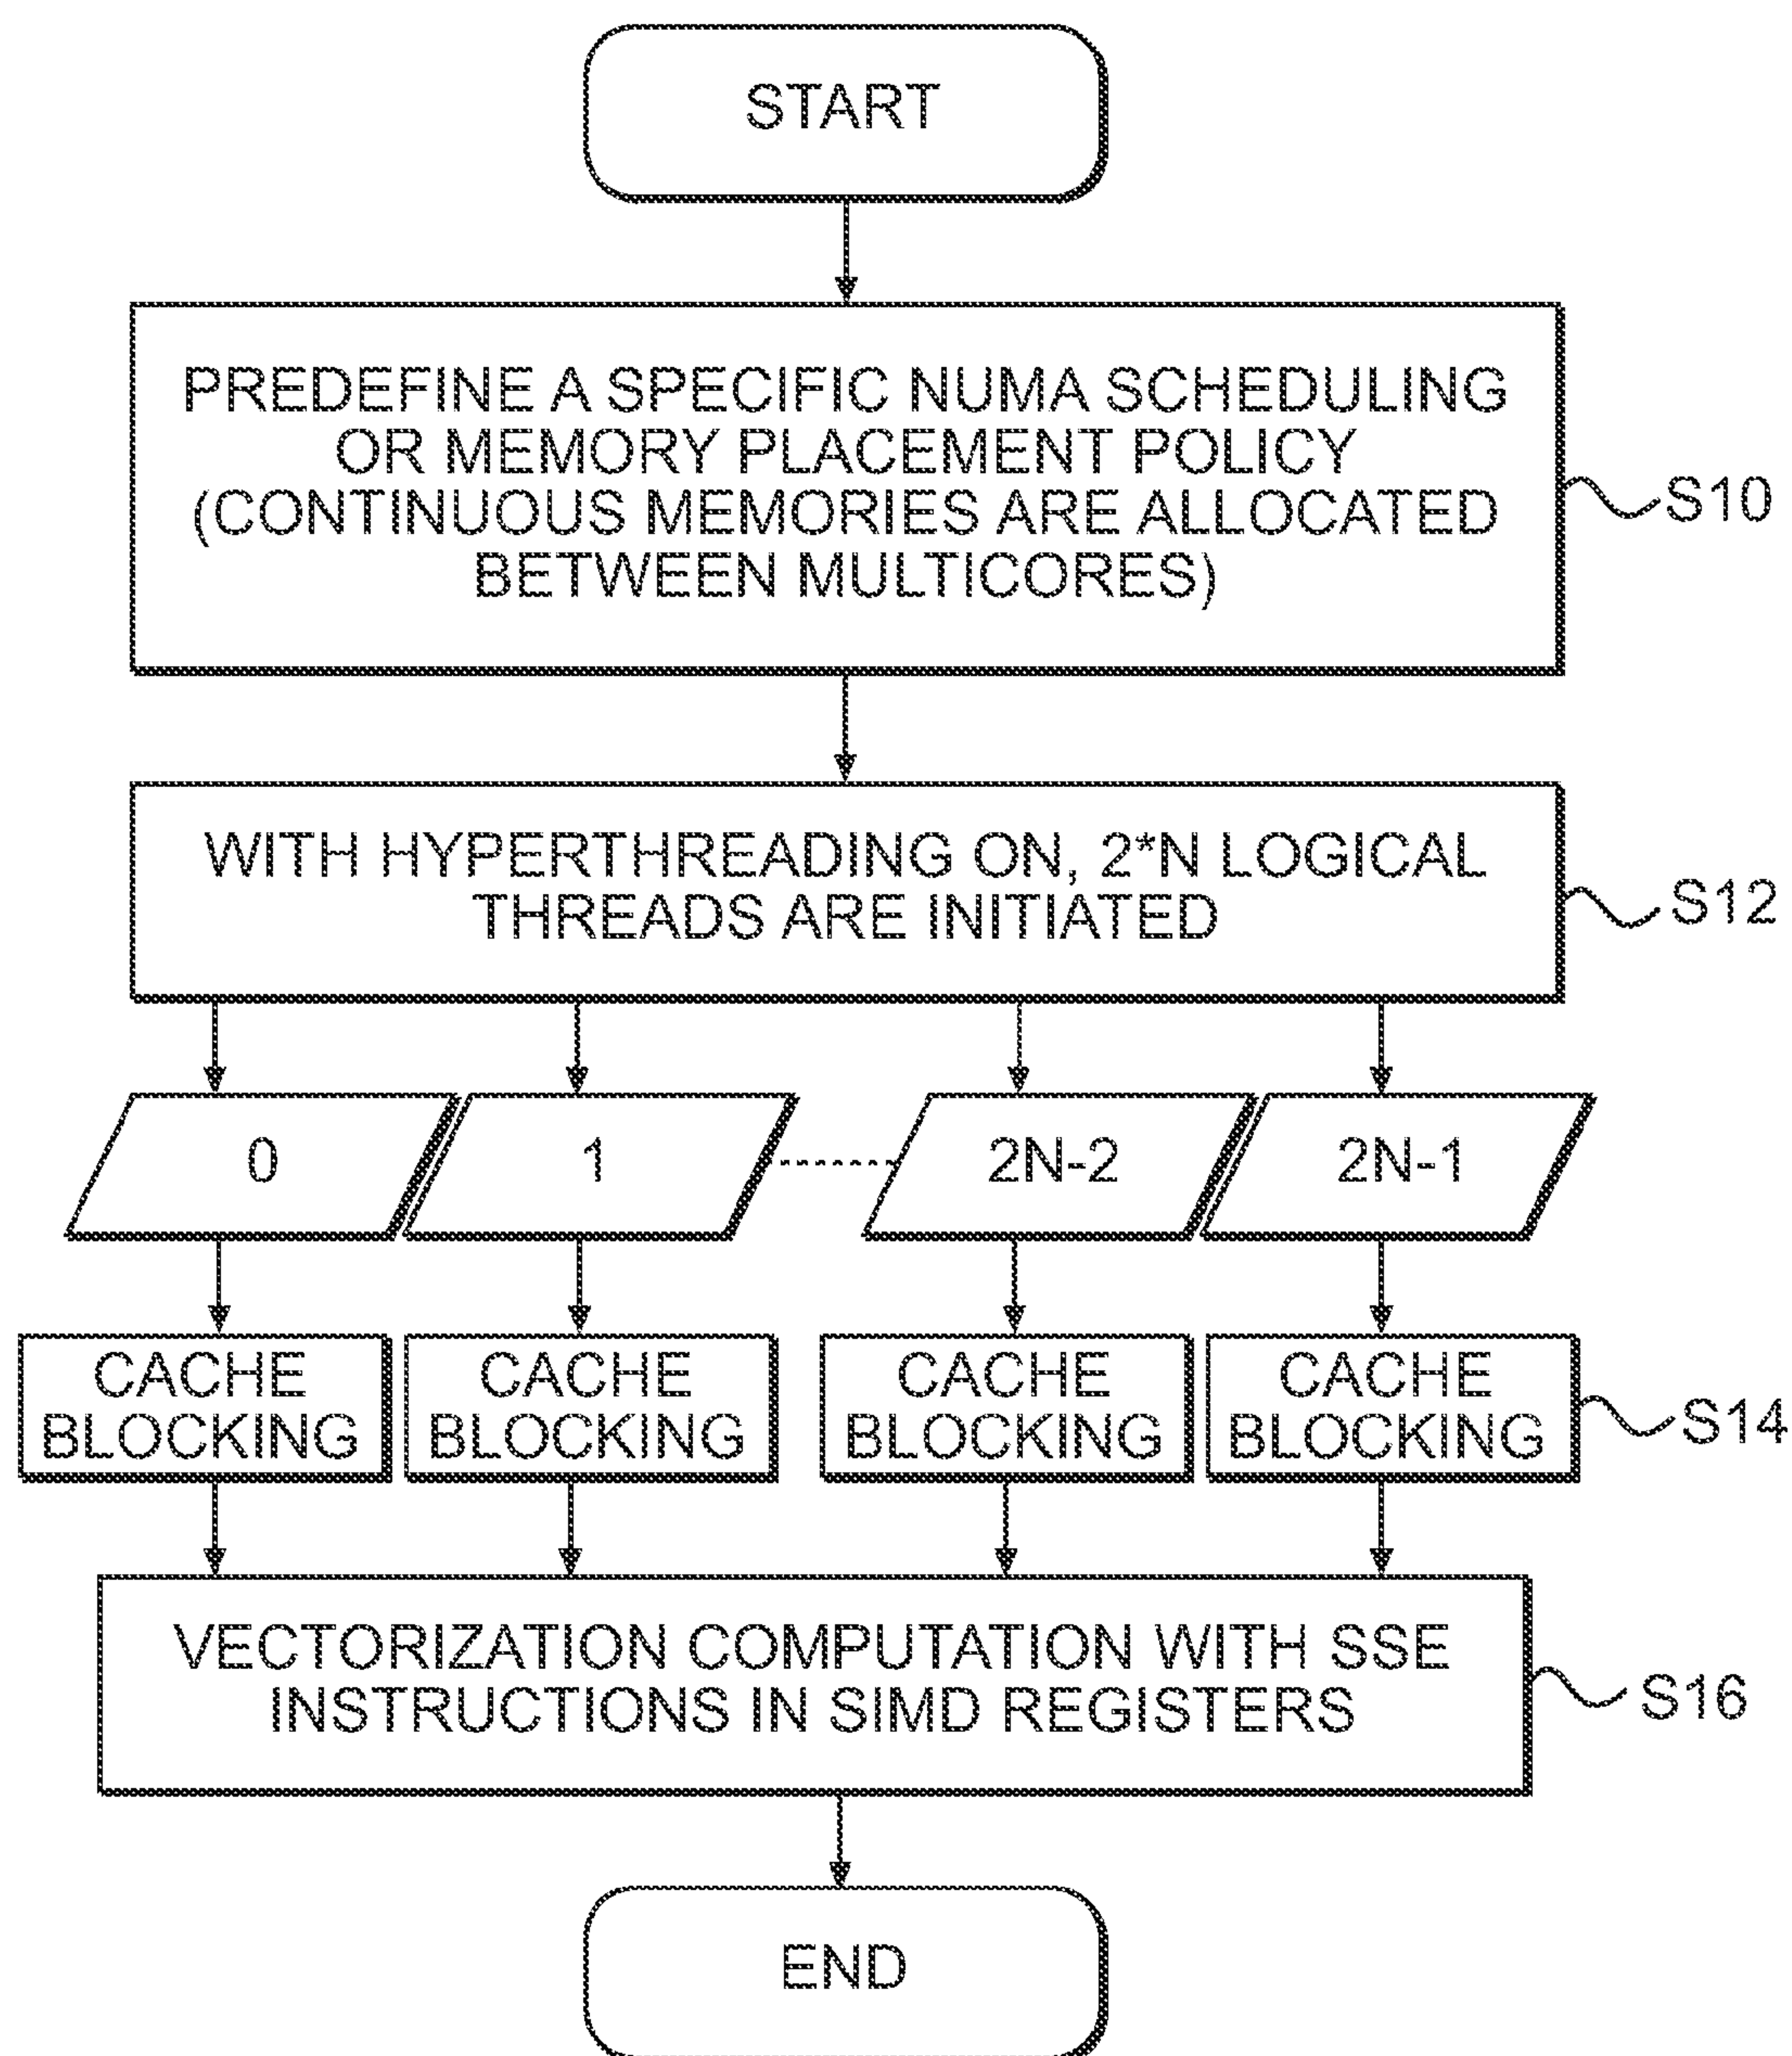 START
PREDEFINE A SPECIFIC NUMA SCHEDULING
OR MEMORY PLACEMENT POLICY
(CONTINUOUS MEMORIES ARE ALLOCATED
BETWEEN MULTICORES)
S10
WITH HYPERTHREADING ON, 2*N LOGICAL
THREADS ARE INITIATED
S12
0
1
2N-2
2N-1
CACHE
BLOCKING
CACHE
BLOCKING
CACHE
BLOCKING
CACHE
BLOCKING
S14
VECTORIZATION COMPUTATION WITH SSE
INSTRUCTIONS IN SIMD REGISTERS
S16
END